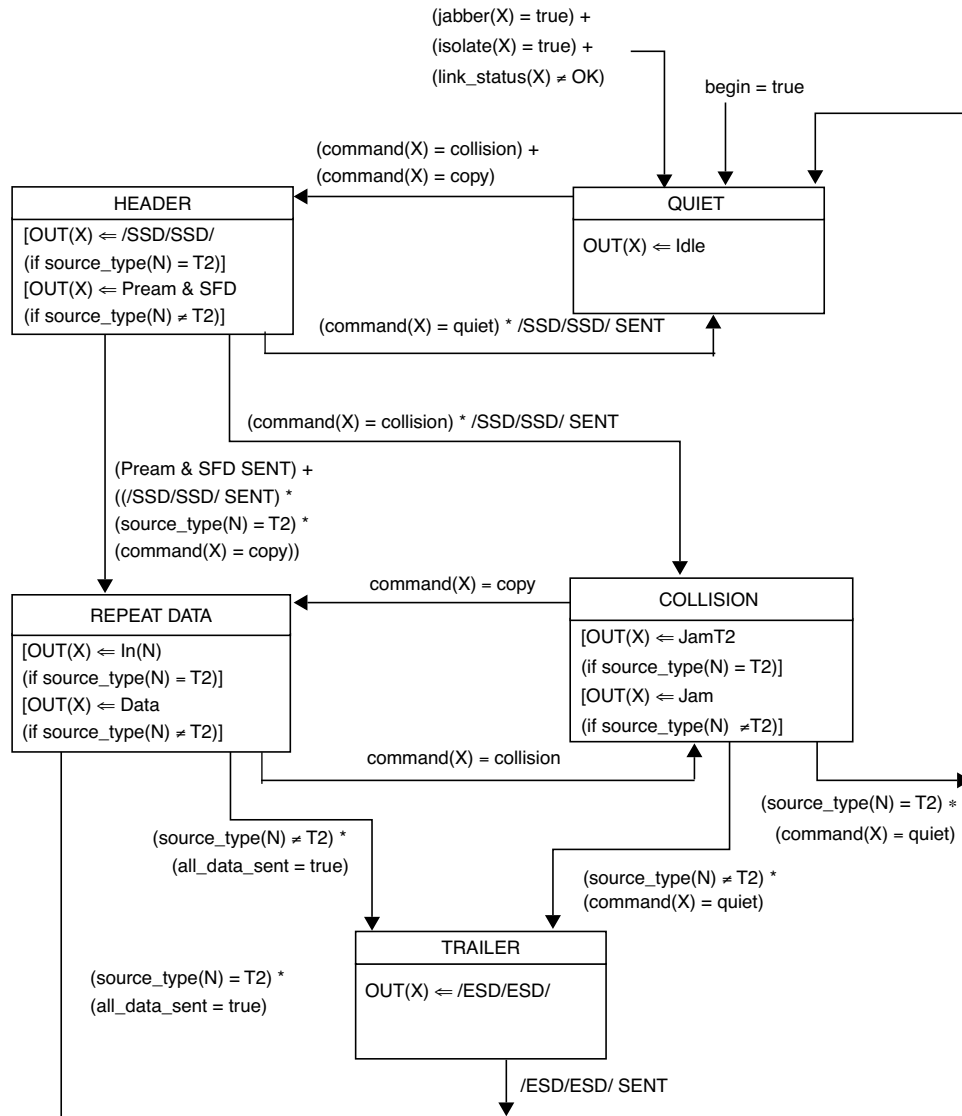 (jabber(X) = true) +
(isolate(X) = true) +
(link_status(X) ≠ OK)
begin = true
(command(X) = collision) +
(command(X) = copy)
HEADER
[OUT(X) ⇐ /SSD/SSD/
(if source_type(N) = T2)]
[OUT(X) ⇐ Pream & SFD
(if source_type(N) ≠ T2)]
QUIET
OUT(X) ⇐ Idle
(command(X) = quiet) * /SSD/SSD/ SENT
(command(X) = collision) * /SSD/SSD/ SENT
(Pream & SFD SENT) +
((/SSD/SSD/ SENT) *
(source_type(N) = T2) *
(command(X) = copy))
command(X) = copy
REPEAT DATA
[OUT(X) ⇐ In(N)
(if source_type(N) = T2)]
[OUT(X) ⇐ Data
(if source_type(N) ≠ T2)]
COLLISION
[OUT(X) ⇐ JamT2
(if source_type(N) = T2)]
[OUT(X) ⇐ Jam
(if source_type(N) ≠T2)]
command(X) = collision
(source_type(N) = T2) *
(command(X) = quiet)
(source_type(N) ≠ T2) *
(all_data_sent = true)
(source_type(N) ≠ T2) *
(command(X) = quiet)
TRAILER
OUT(X) ⇐ /ESD/ESD/
(source_type(N) = T2) *
(all_data_sent = true)
/ESD/ESD/ SENT